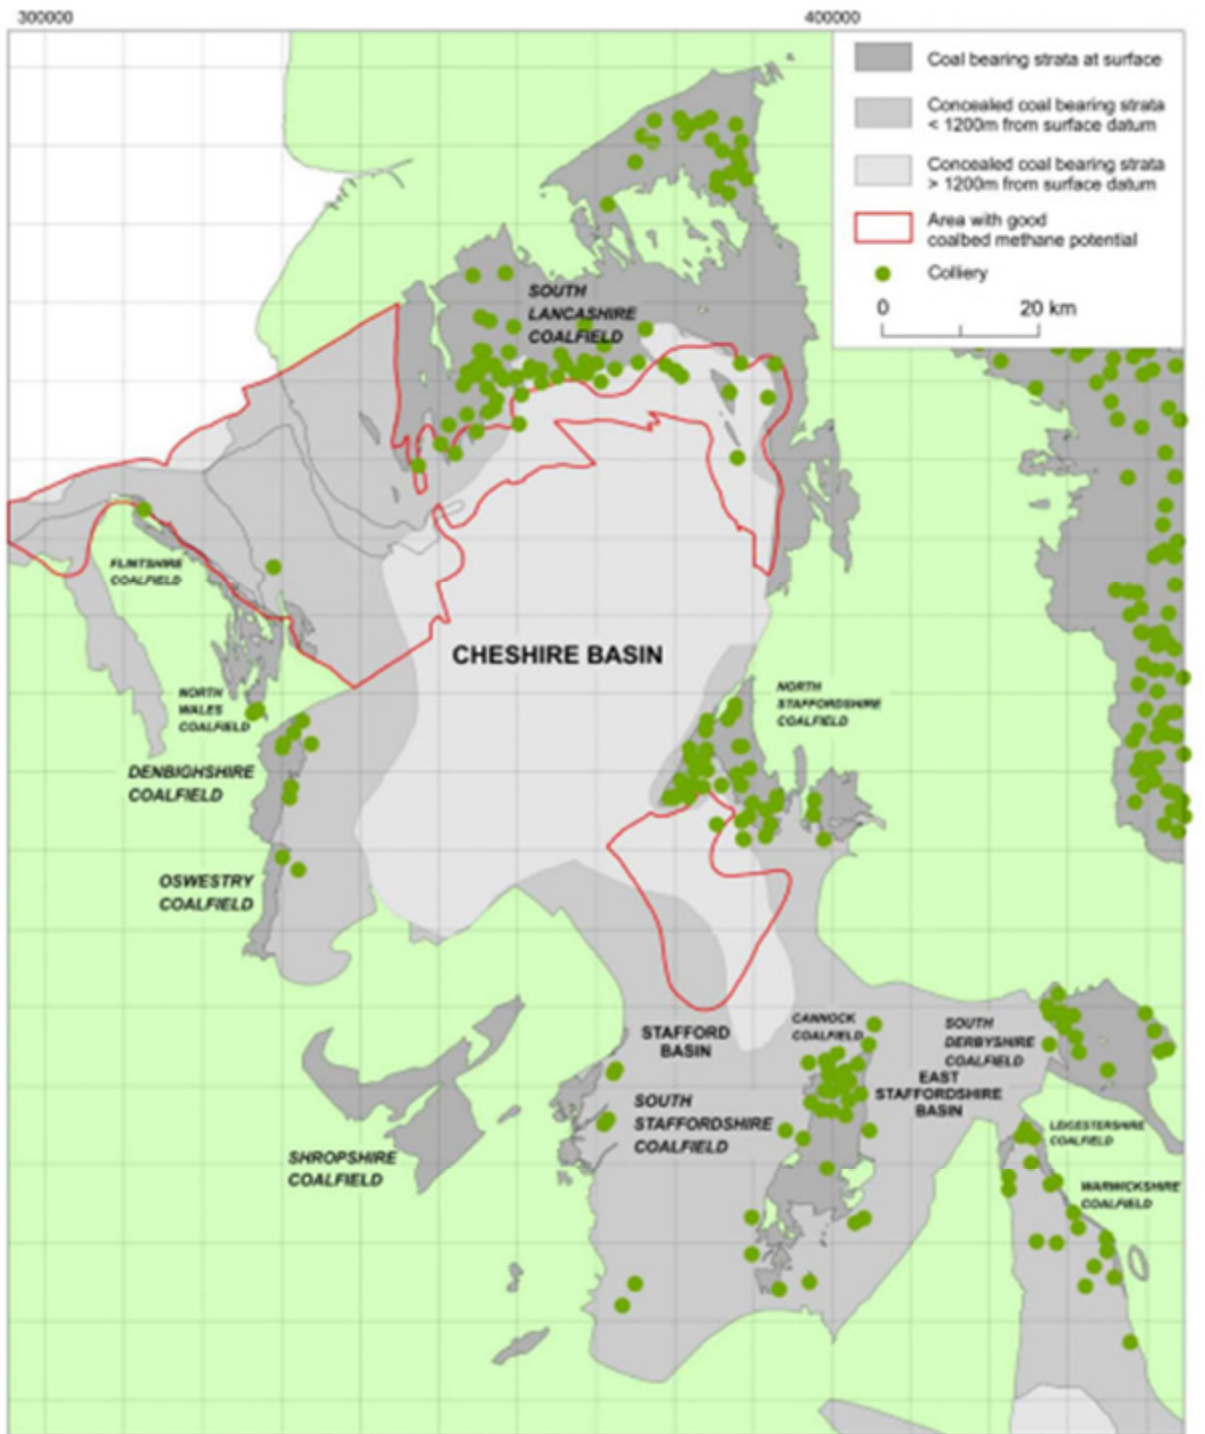 300000
400000
Coal bearing strata at surface
Concealed coal bearing strata
< 1200m from surface datum
Concealed coal bearing strata
> 1200m from surface datum
Area with good
coalbed methane potential
Colliery
0 20 km
SOUTH
LANCASHIRE
COALFIELD
FLINTSHIRE
COALFIELD
CHESHIRE BASIN
NORTH
WALES
COALFIELD
NORTH
STAFFORDSHIRE
COALFIELD
DENBIGHSHIRE
COALFIELD
OSWESTRY
COALFIELD
STAFFORD
BASIN
CANNOCK
COALFIELD
SOUTH
DERBYSHIRE
COALFIELD
EAST
STAFFORDSHIRE
BASIN
SOUTH
STAFFORDSHIRE
COALFIELD
LEICESTERSHIRE
COALFIELD
SHROPSHIRE
COALFIELD
WARWICKSHIRE
COALFIELD